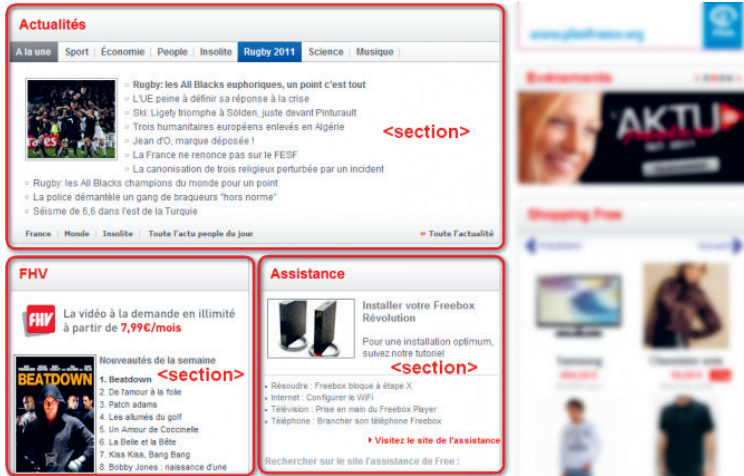 Actualités
A la une Sport Économie People Insolite Rugby 2011 Science Musique
Rugby: les All Blacks euphoriques, un point c'est tout
L'UE peine à définir sa réponse à la crise
Ski: Ligety triomphe à Sölden, juste devant Pinturault
Trois humanitaires européens enlevés en Algérie
Jean d'O, marque déposée !
La France ne renonce pas sur le FESF
La canonisation de trois religieux perturbée par un incident
Rugby: les All Blacks champions du monde pour un point
La police démantèle un gang de braqueurs "hors norme"
Séisme de 6,6 dans l'est de la Turquie
<section>
France Monde Insolite Toute l'actu people du jour » Toute l'actualité
FHV
FHV
La vidéo à la demande en illimité
à partir de 7,99€/mois
BEATDOWN
Nouveautés de la semaine
1. Beatdown
2. De l'amour à la folie
3. Patch adams
4. Les allumés du golf
5. Un Amour de Coccinelle
6. La Belle et la Bête
7. Kiss Kiss, Bang Bang
8. Bobby Jones : naissance d'une
<section>
Assistance
Installer votre Freebox
Révolution
Pour une installation optimum,
suivez notre tutoriel
<section>
Résoudre : Freebox bloque à étape X
Internet : Configurer le WiFi
Télévision : Prise en main du Freebox Player
Téléphone : Brancher son téléphone Freebox
Visitez le site de l'assistance
Rechercher sur le site l'assistance de Free :
www.planfrance.org
Evénements
AKTU
Shopping Free
Précédent Suivant
Samsung